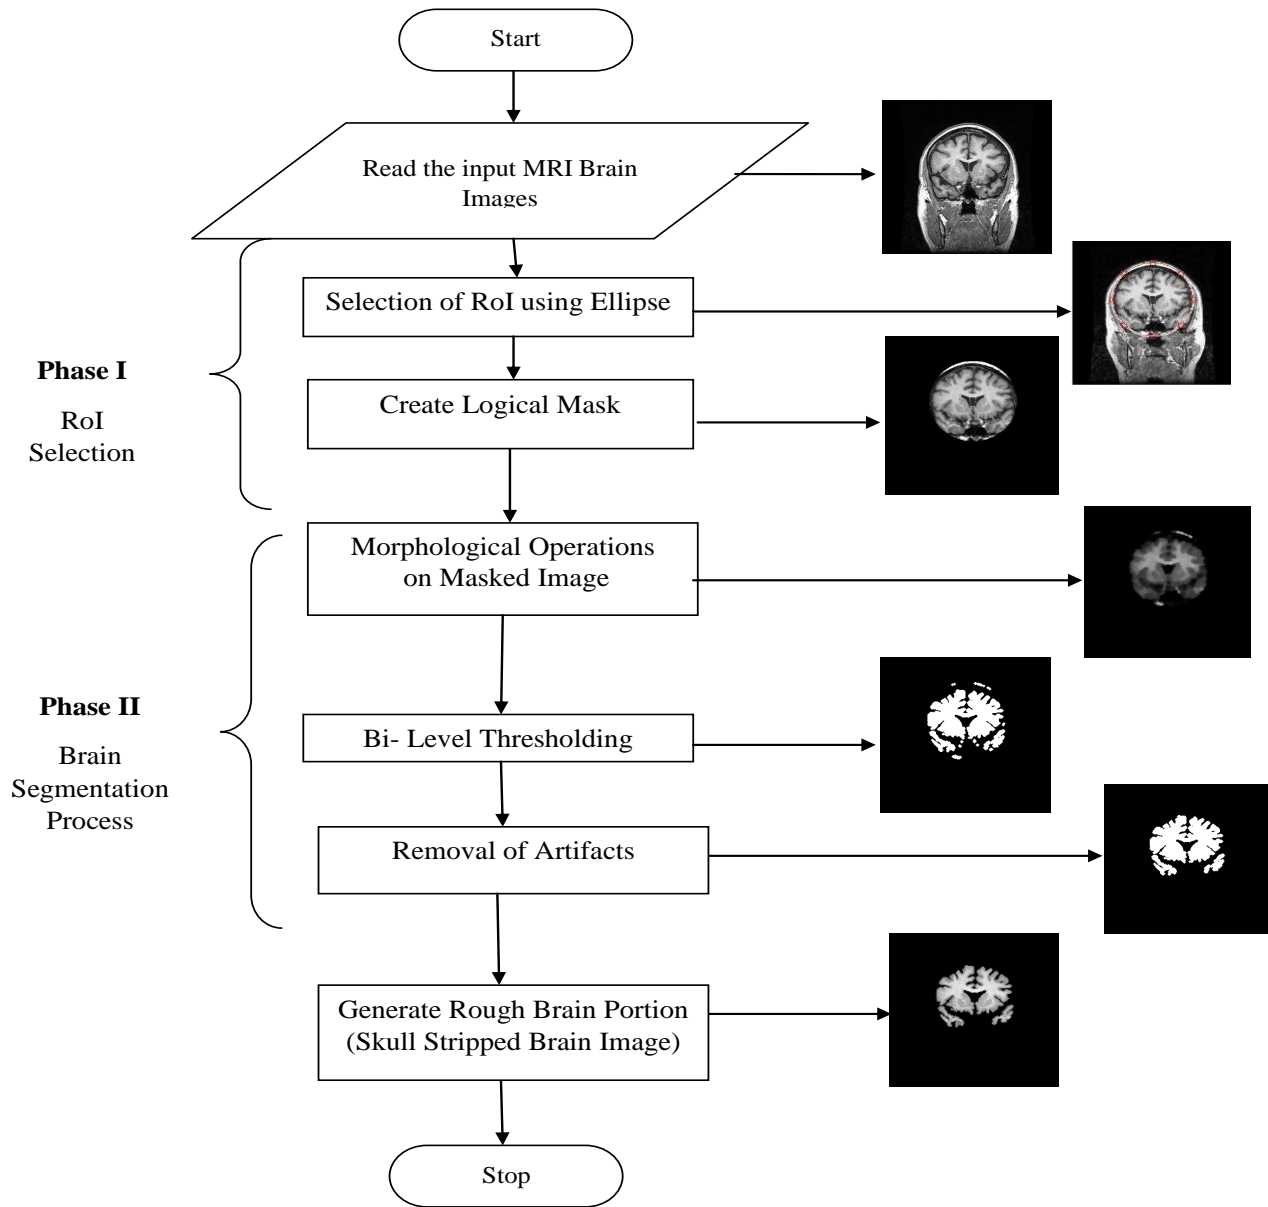 Start
Read the input MRI Brain
Images
Selection of RoI using Ellipse
Phase I
RoI
Selection
Create Logical Mask
Morphological Operations
on Masked Image
Phase II
Brain
Segmentation
Process
Bi- Level Thresholding
Removal of Artifacts
Generate Rough Brain Portion
(Skull Stripped Brain Image)
Stop